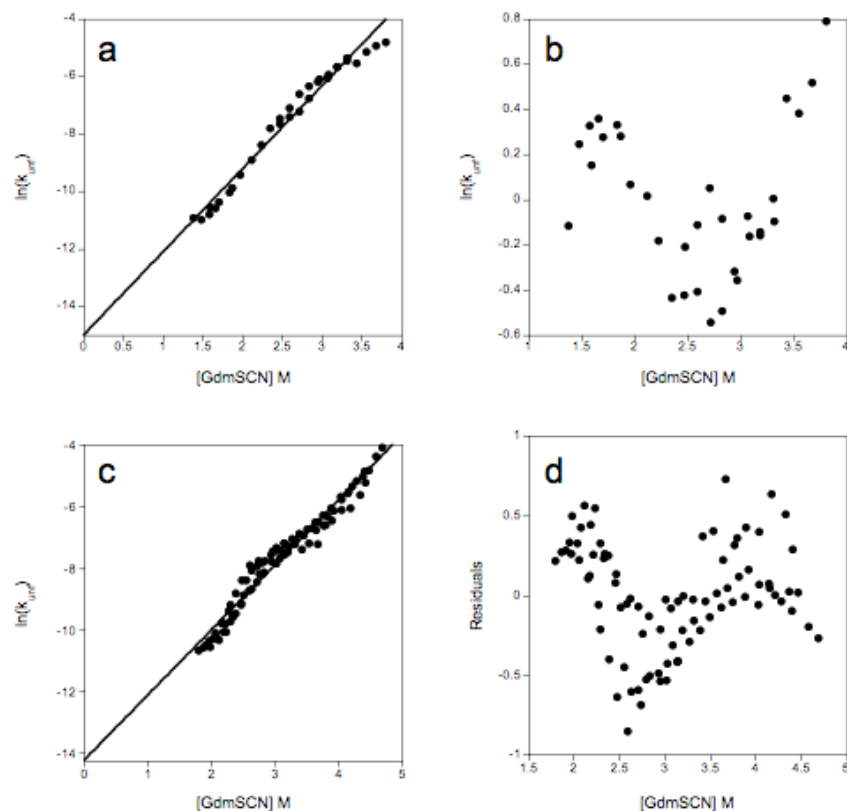 a
-4
-6
-8
-10
-12
-14
ln(k_unf)
0 0.5 1 1.5 2 2.5 3 3.5 4
[GdmSCN] M
b
0.8
0.6
0.4
0.2
0
-0.2
-0.4
-0.6
ln(k_unf)
1 1.5 2 2.5 3 3.5 4
[GdmSCN] M
c
-4
-6
-8
-10
-12
-14
ln(k_unf)
0 1 2 3 4 5
[GdmSCN] M
d
1
0.5
0
-0.5
-1
Residuals
1.5 2 2.5 3 3.5 4 4.5 5
[GdmSCN] M